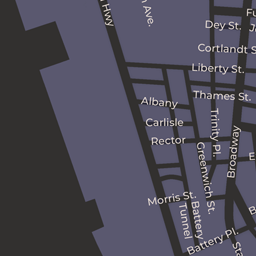 Hwy
Ave.
Dey St.
Cortlandt S
Liberty St.
Albany
Thames St.
Carlisle
Trinity Pl.
Rector
Broadway
Greenwich St.
Morris St.
Battery
Tunnel
Battery Pl.
Sta